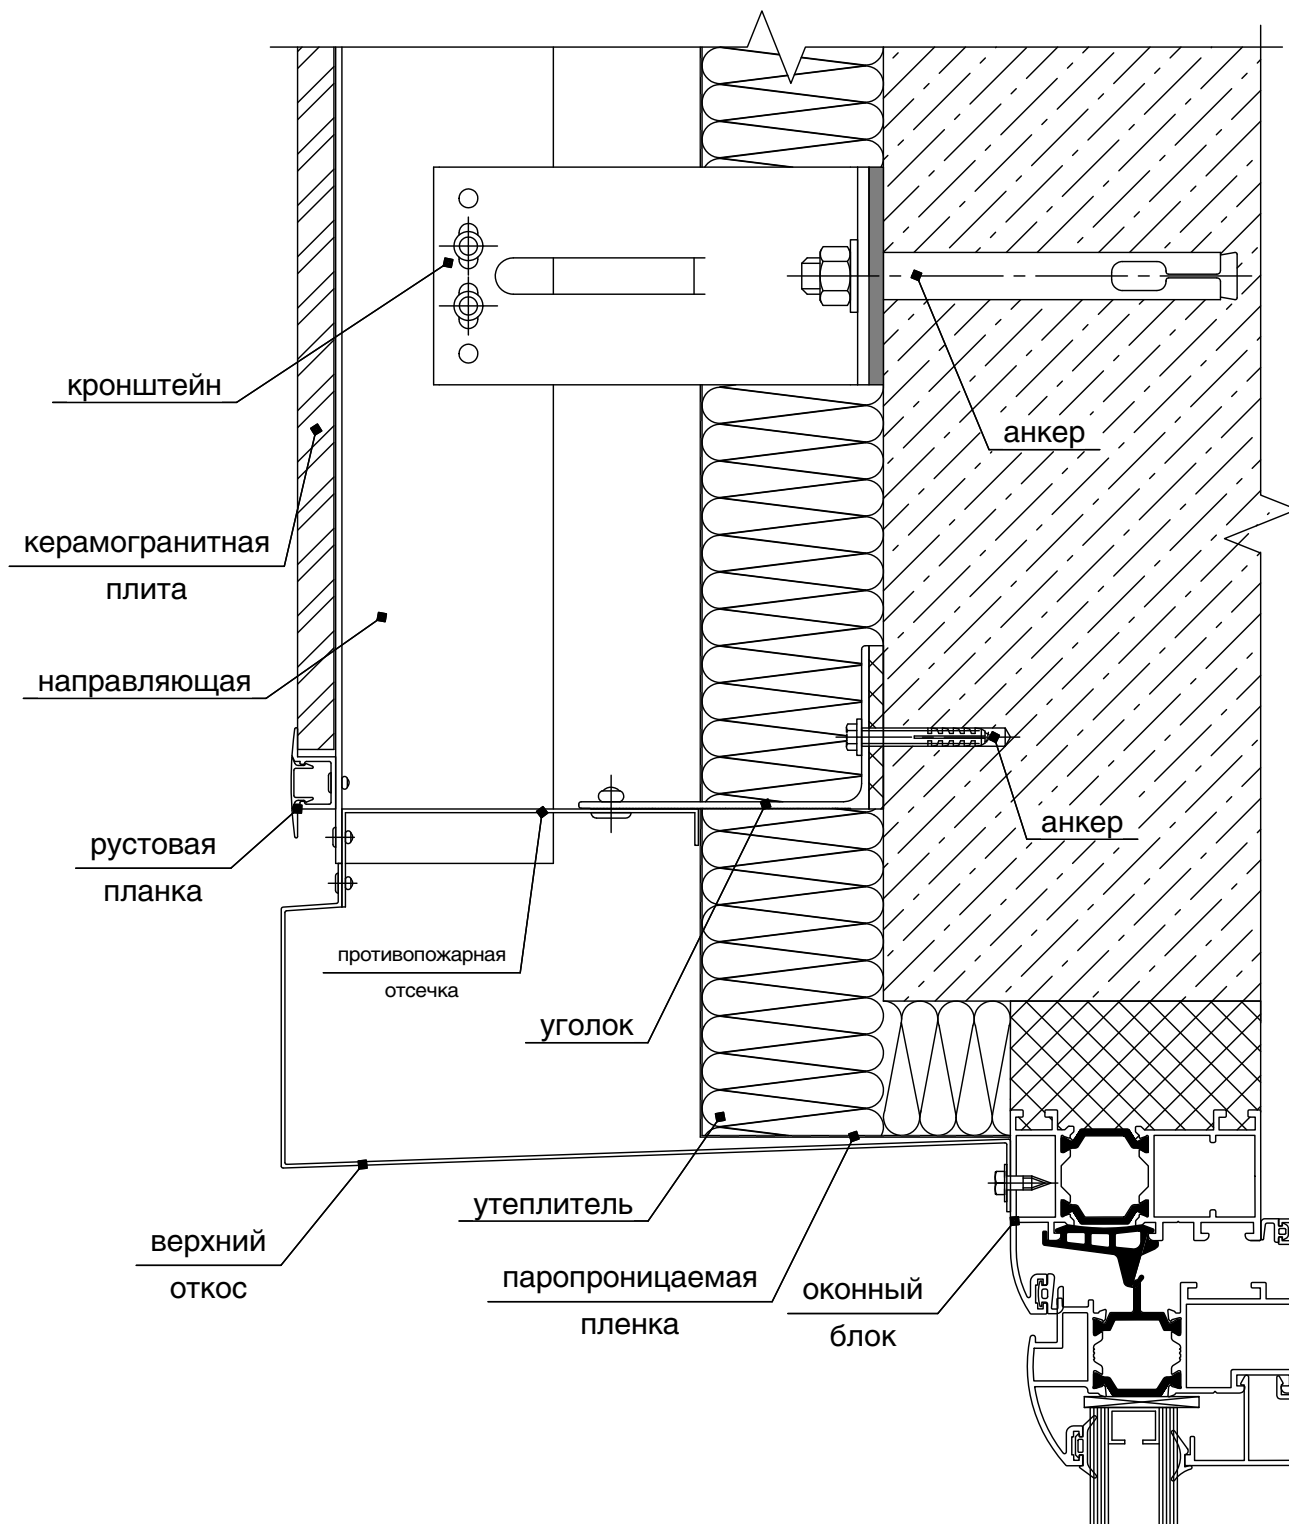 кронштейн
анкер
керамогранитная
плита
направляющая
рустовая
планка
анкер
противопожарная
отсечка
уголок
утеплитель
верхний
откос
паропроницаемая
пленка
оконный
блок